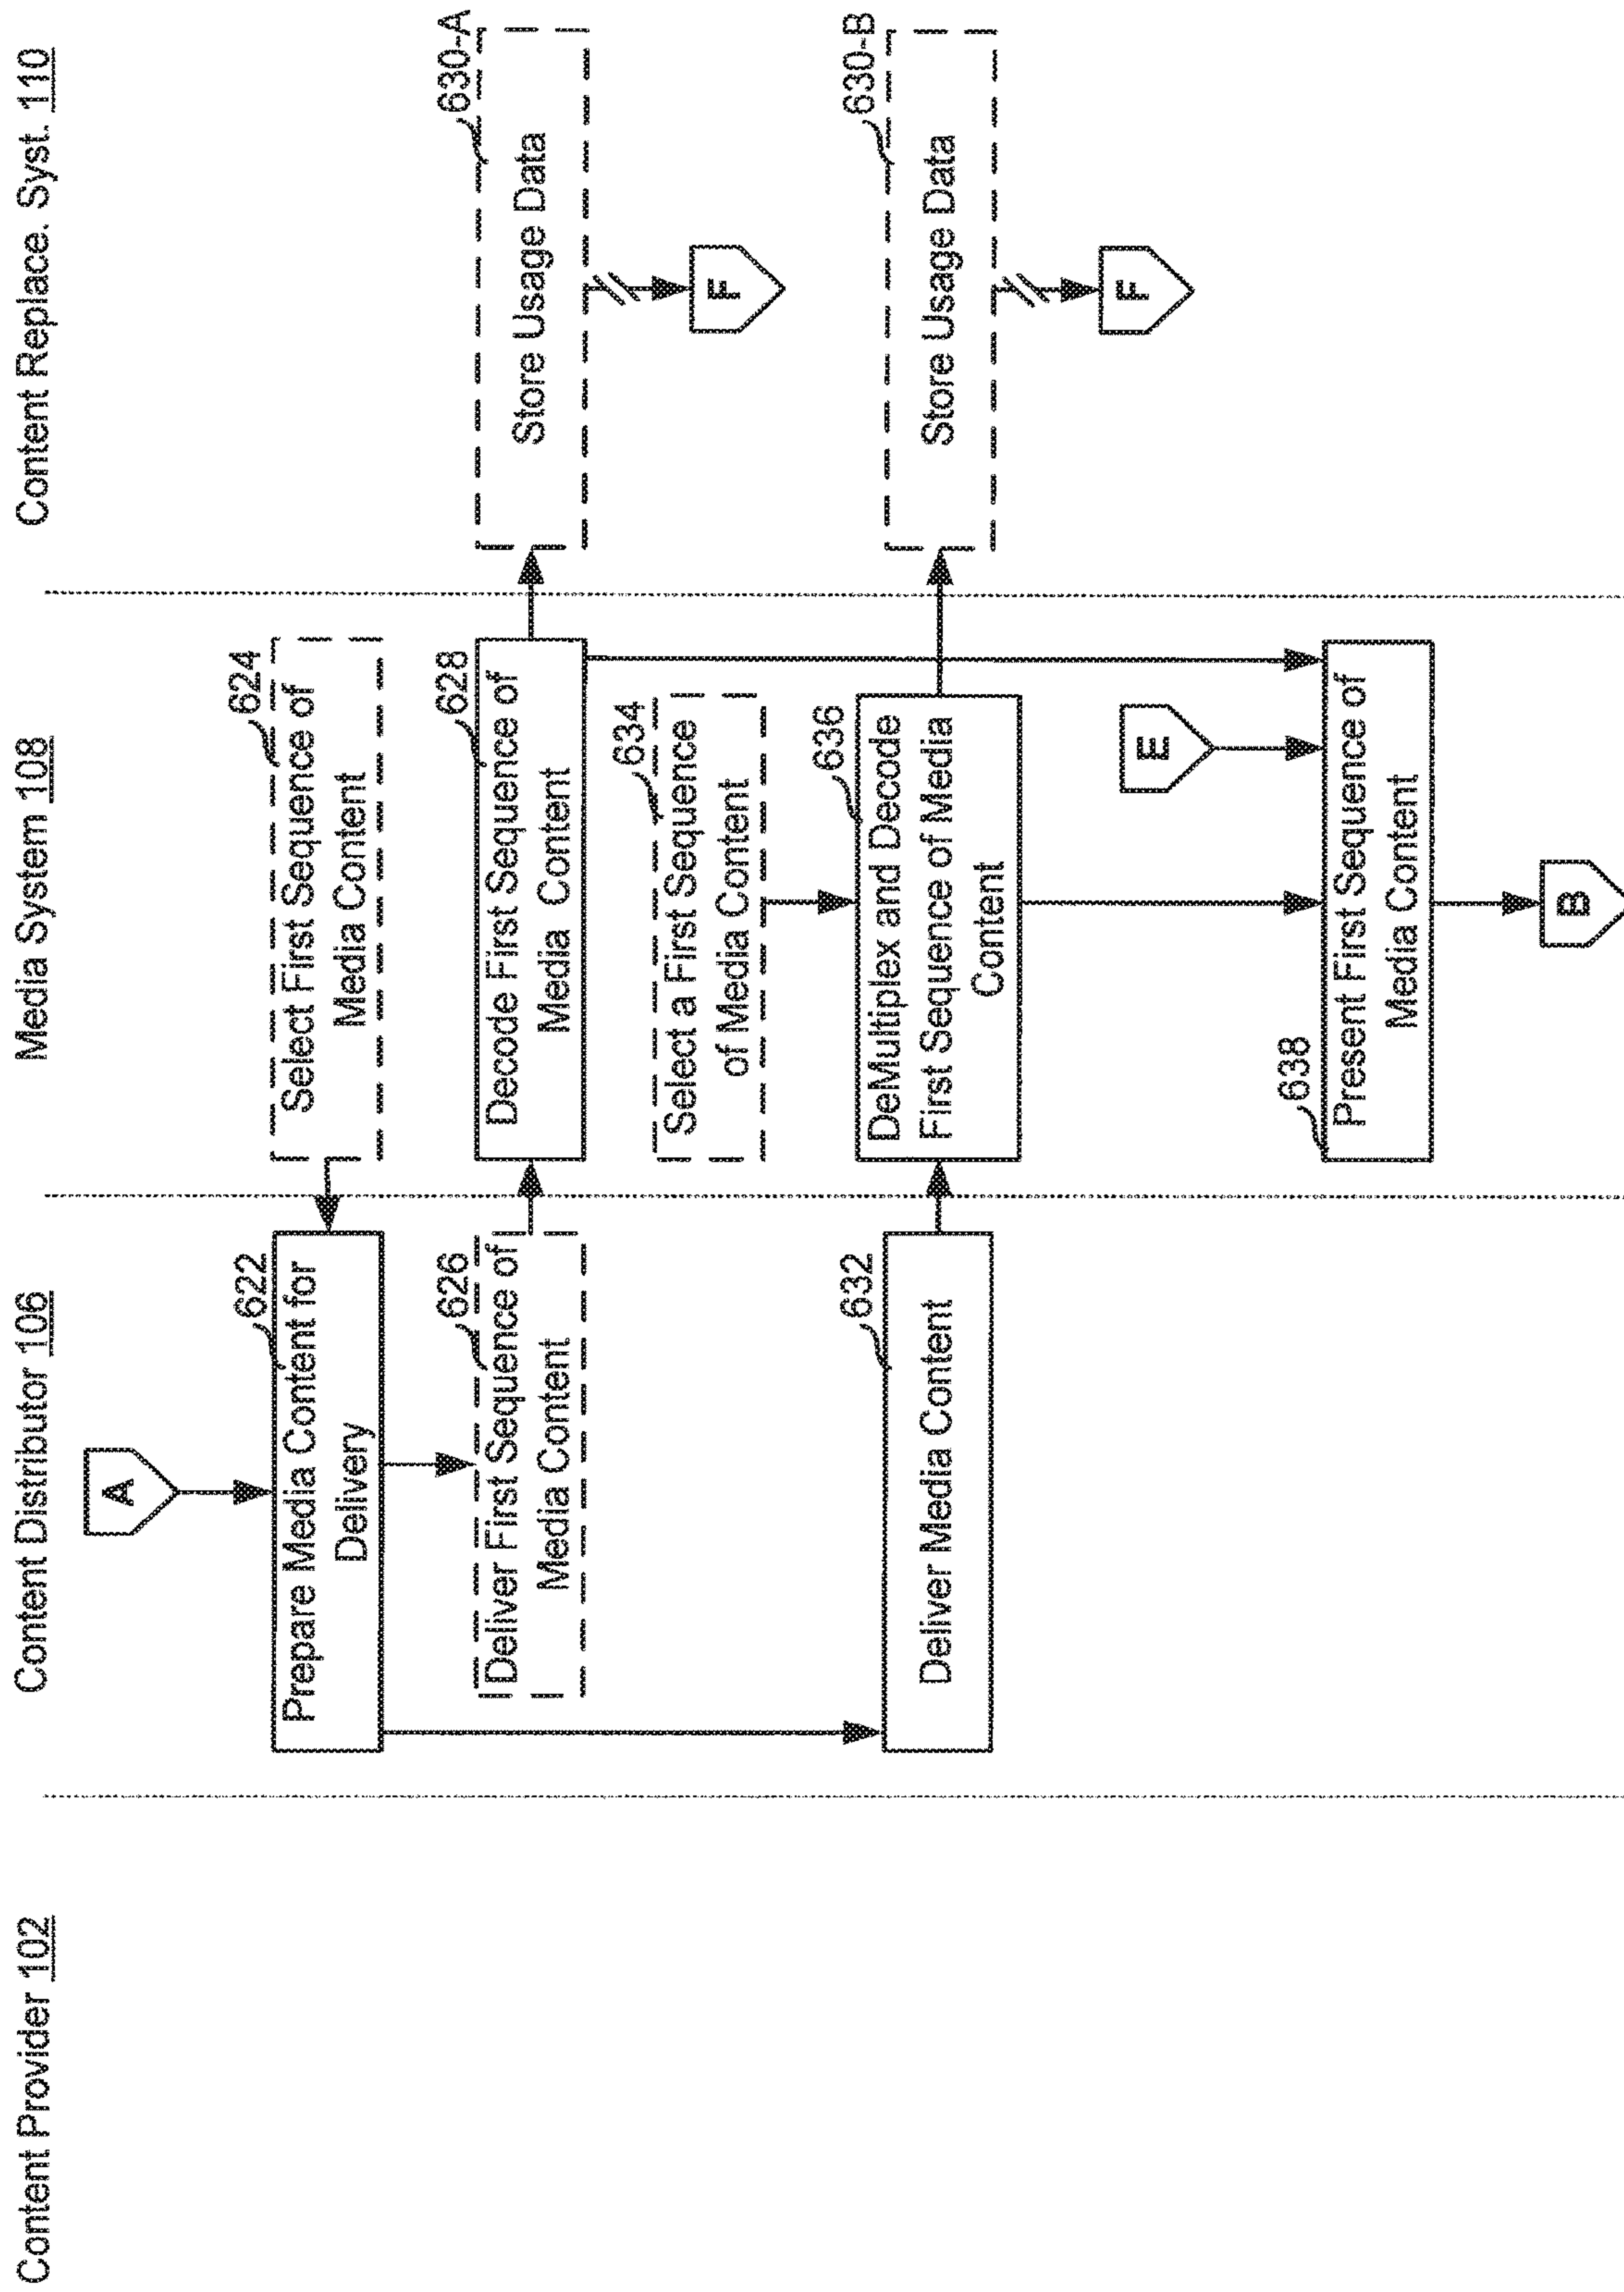 Content Provider 102
Content Distributor 106
Media System 108
Content Replace. Syst. 110
A
622
Prepare Media Content for
Delivery
624
Select First Sequence of
Media Content
626
Deliver First Sequence of
Media Content
628
Decode First Sequence of
Media Content
630-A
Store Usage Data
F
634
Select a First Sequence
of Media Content
632
Deliver Media Content
636
DeMultiplex and Decode
First Sequence of Media
Content
630-B
Store Usage Data
F
E
638
Present First Sequence of
Media Content
B